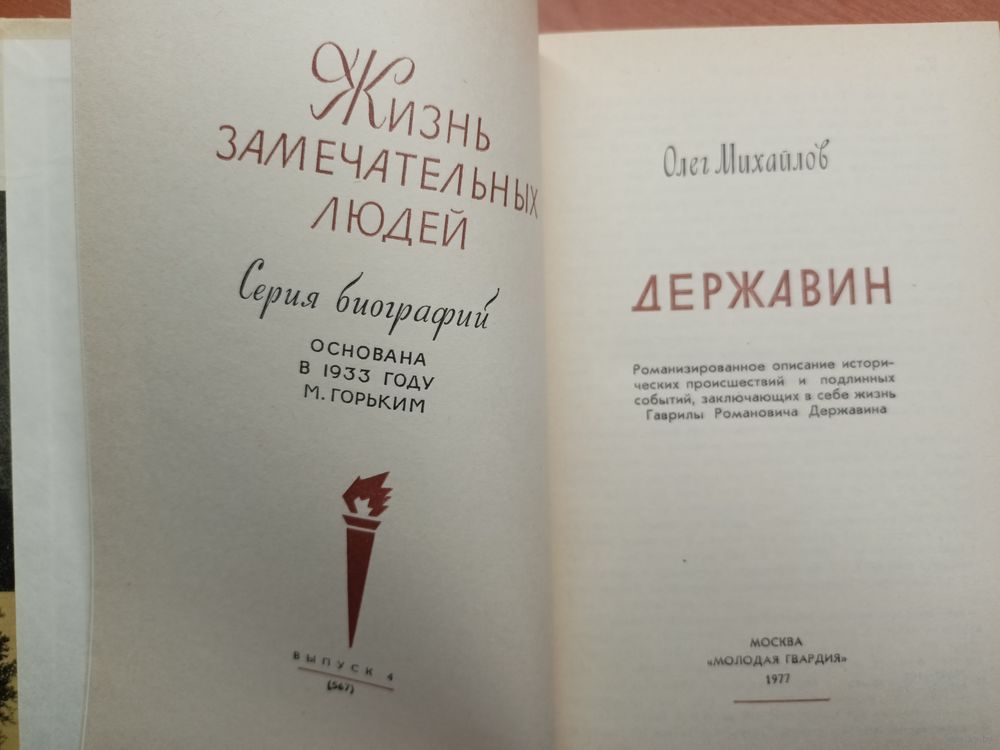 Жизнь
ЗАМЕЧАТЕЛЬНЫХ
ЛЮДЕЙ
Серия биографий
ОСНОВАНА
В 1933 ГОДУ
М. ГОРЬКИМ
ВЫПУСК 4
(567)
Олег Михайлов
ДЕРЖАВИН
Романизированное описание истори-
ческих происшествий и подлинных
событий, заключающих в себе жизнь
Гаврилы Романовича Державина
МОСКВА
«МОЛОДАЯ ГВАРДИЯ»
1977